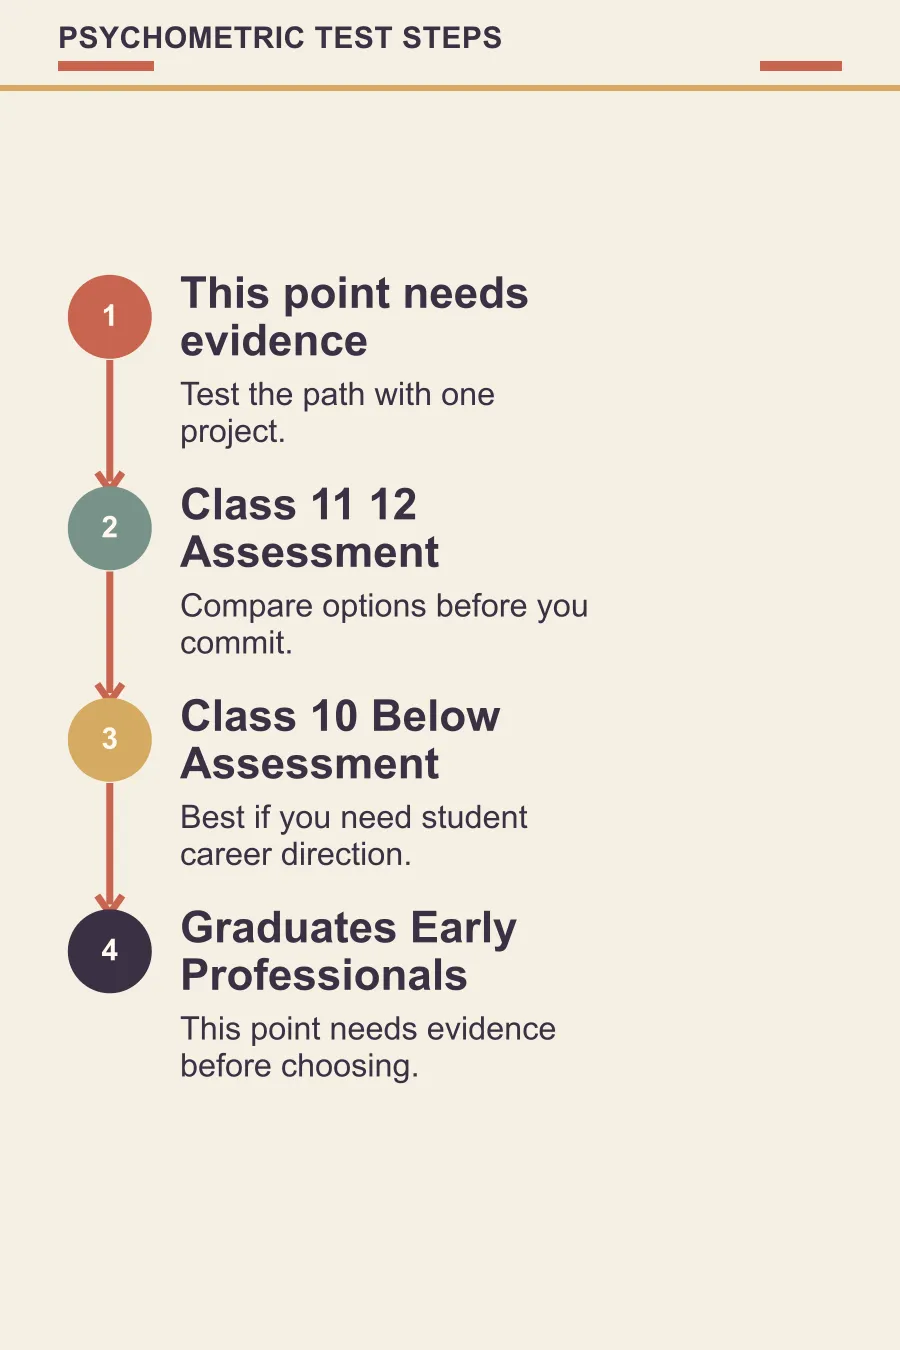 PSYCHOMETRIC TEST STEPS
1
This point needs
evidence
Test the path with one
project.
2
Class 11 12
Assessment
Compare options before you
commit.
3
Class 10 Below
Assessment
Best if you need student
career direction.
4
Graduates Early
Professionals
This point needs evidence
before choosing.